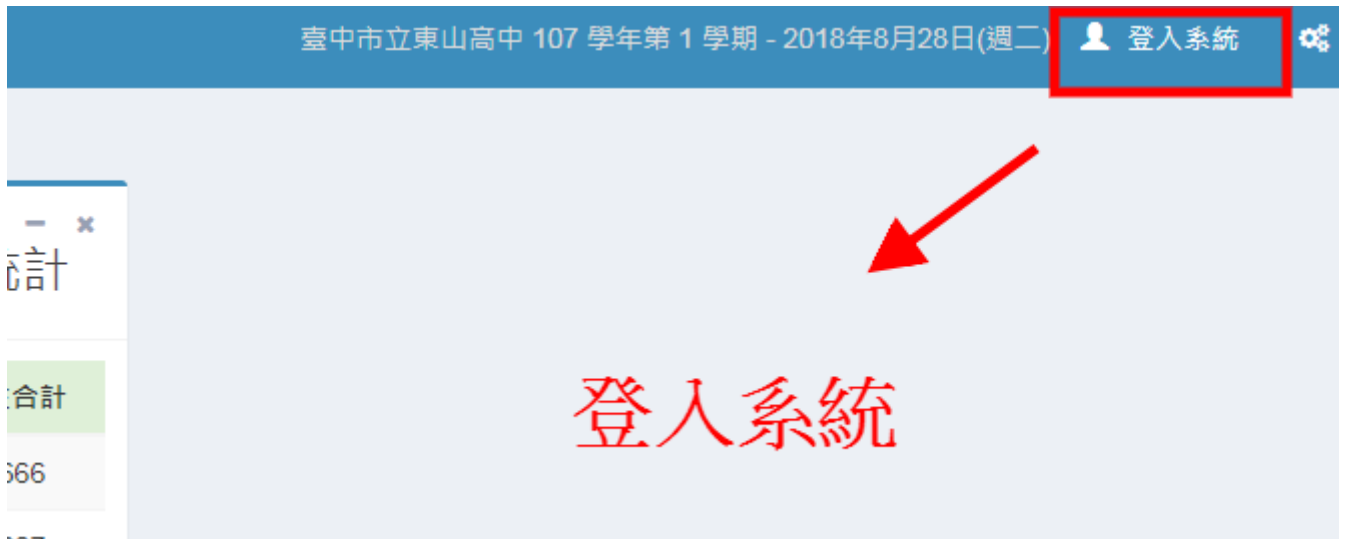 臺中市立東山高中 107 學年第 1 學期 - 2018年8月28日(週二) 登入系統
統計
合計
登入系統
666